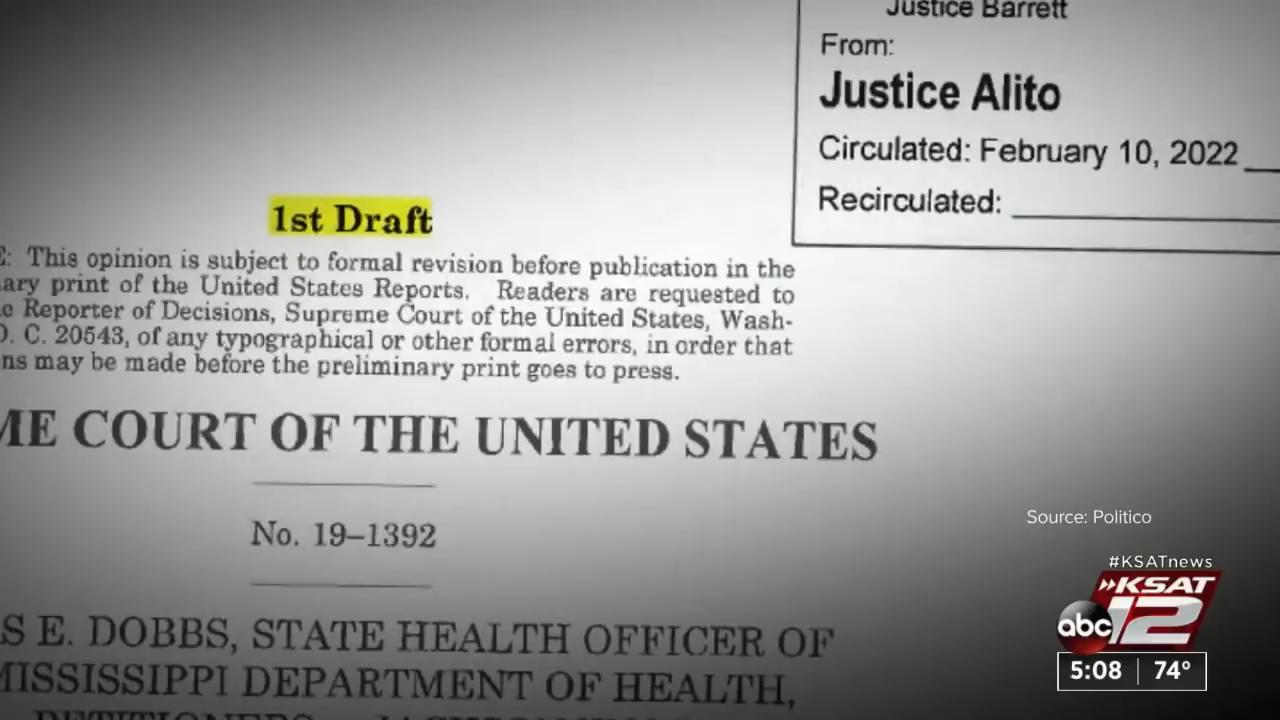 Justice Barrett
From:
Justice Alito
Circulated: February 10, 2022
Recirculated:
1st Draft
: This opinion is subject to formal revision before publication in the
ary print of the United States Reports. Readers are requested to
e Reporter of Decisions, Supreme Court of the United States, Wash-
D. C. 20543, of any typographical or other formal errors, in order that
ns may be made before the preliminary print goes to press.
ME COURT OF THE UNITED STATES
No. 19–1392
S E. DOBBS, STATE HEALTH OFFICER OF
MISSISSIPPI DEPARTMENT OF HEALTH,
Source: Politico
#KSATnews
KSAT
abc 12
5:08 74°